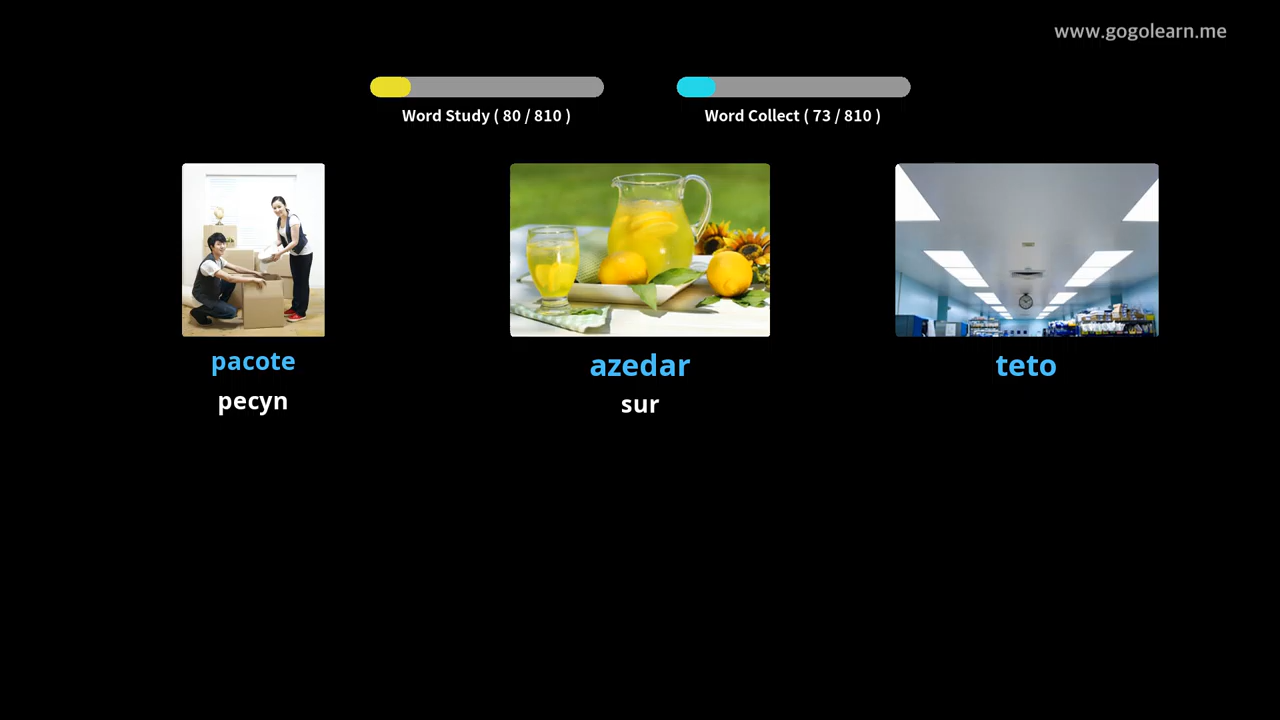 www.gogolearn.me
Word Study ( 80 / 810 )
Word Collect ( 73 / 810 )
pacote
pecyn
azedar
sur
teto